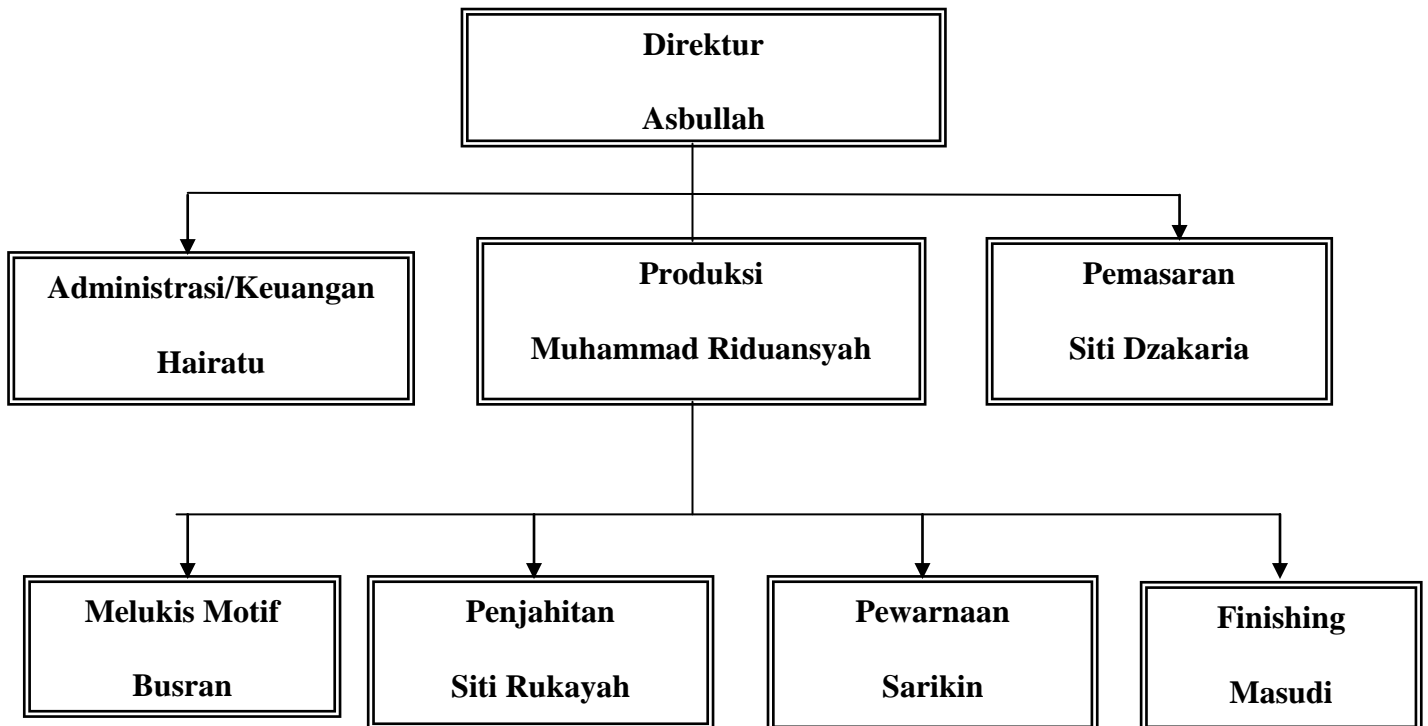 Direktur
Asbullah
Administrasi/Keuangan
Hairatu
Produksi
Muhammad Riduansyah
Pemasaran
Siti Dzakaria
Melukis Motif
Busran
Penjahitan
Siti Rukayah
Pewarnaan
Sarikin
Finishing
Masudi